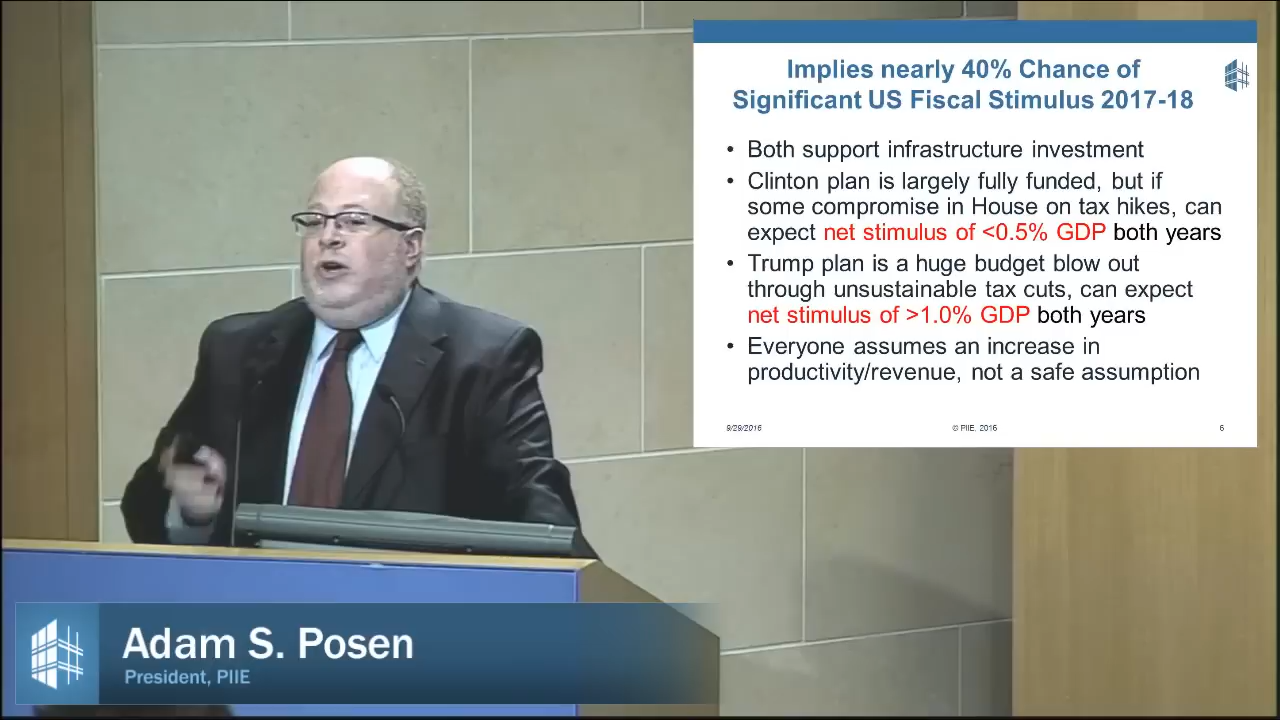 Implies nearly 40% Chance of
Significant US Fiscal Stimulus 2017-18
• Both support infrastructure investment
• Clinton plan is largely fully funded, but if
some compromise in House on tax hikes, can
expect net stimulus of <0.5% GDP both years
• Trump plan is a huge budget blow out
through unsustainable tax cuts, can expect
net stimulus of >1.0% GDP both years
• Everyone assumes an increase in
productivity/revenue, not a safe assumption
9/29/2016 © PIIE, 2016 6
Adam S. Posen
President, PIIE